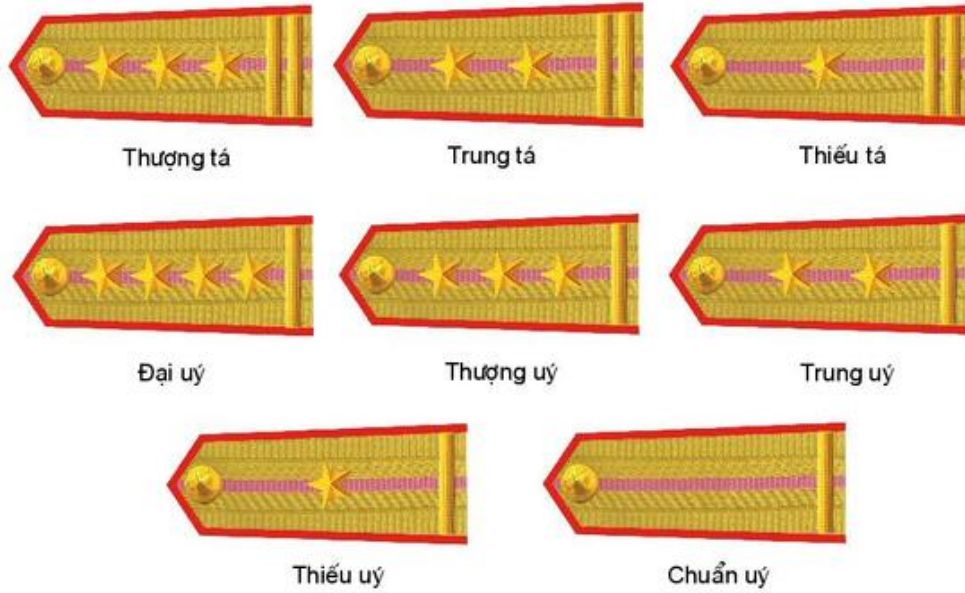 Thượng tá
Trung tá
Thiếu tá
Đại uý
Thượng uý
Trung uý
Thiếu uý
Chuẩn uý